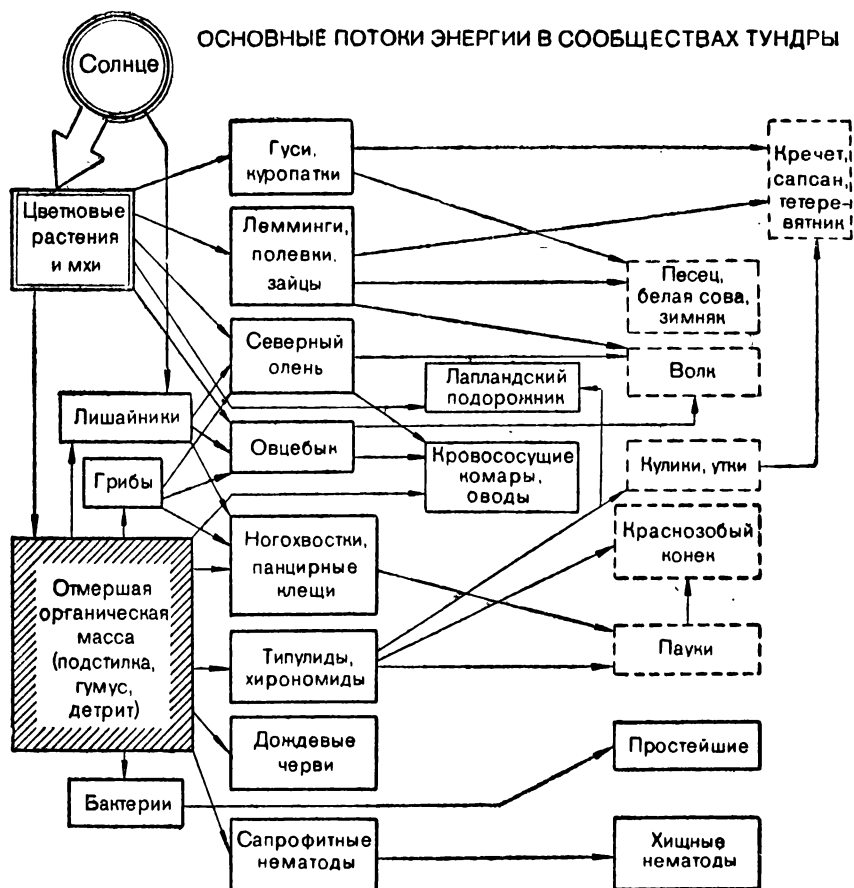 ОСНОВНЫЕ ПОТОКИ ЭНЕРГИИ В СООБЩЕСТВАХ ТУНДРЫ
Солнце
Цветковые
растения
и мхи
Гуси,
куропатки
Кречет,
сапсан,
тетере-
вятник
Лемминги,
полевки,
зайцы
Песец,
белая сова,
зимняк
Северный
олень
Лапландский
подорожник
Волк
Лишайники
Овцебык
Кровососущие
комары,
оводы
Кулики, утки
Грибы
Ногохвостки,
панцирные
клещи
Краснозобый
конек
Отмершая
органическая
масса
(подстилка,
гумус,
детрит)
Типулиды,
хирономиды
Пауки
Дождевые
черви
Простейшие
Бактерии
Сапрофитные
нематоды
Хищные
нематоды